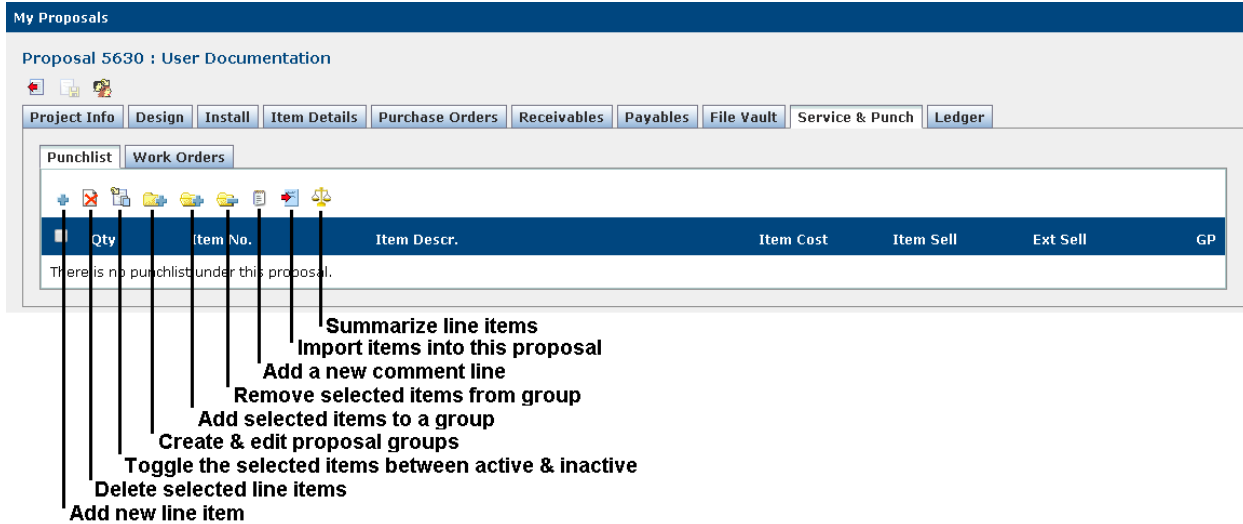 My Proposals
Proposal 5630 : User Documentation
Project Info Design Install Item Details Purchase Orders Receivables Payables File Vault Service & Punch Ledger
Punchlist Work Orders
Qty Item No. Item Descr. Item Cost Item Sell Ext Sell GP
There is no punchlist under this proposal.
Summarize line items
Import items into this proposal
Add a new comment line
Remove selected items from group
Add selected items to a group
Create & edit proposal groups
Toggle the selected items between active & inactive
Delete selected line items
Add new line item